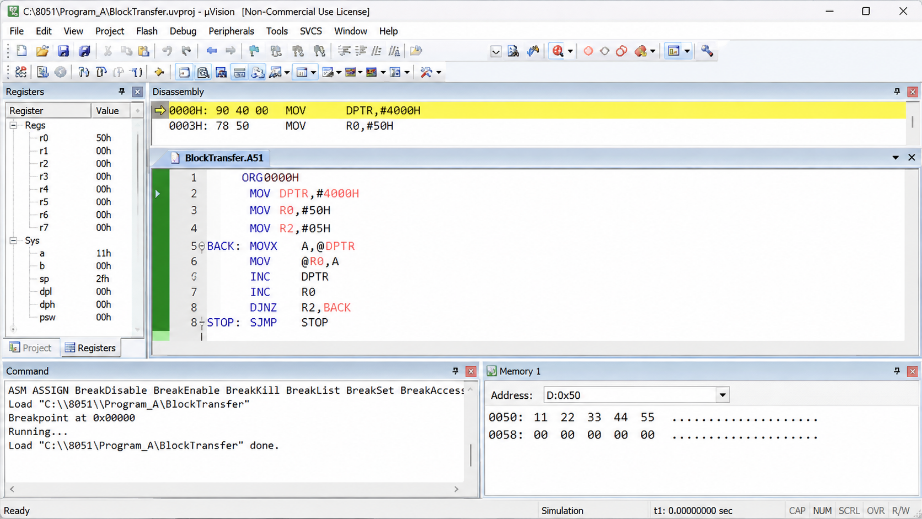 C:\8051\A\BlockTransfer.uvproj - µVision [Non-Commercial Use License]
File Edit View Project Flash Debug Peripherals Tools SVCS Window Help
Registers
Register Value
Regs
r0 50h
r1 00h
r2 00h
r3 00h
r4 00h
r5 00h
r6 00h
r7 00h
Sys
a 11h
b 00h
sp 2fh
dpl 00h
dph 00h
psw 00h
Project Registers
Disassembly
0000H: 90 40 00 MOV DPTR,#4000H
0003H: 78 50 MOV R0,#50H
BlockTransfer.A51
1 ORG0000H
2 MOV DPTR,#4000H
3 MOV R0,#50H
4 MOV R2,#05H
5 BACK: MOVX A,@DPTR
6 MOV @R0,A
9 INC DPTR
7 INC R0
8 DJNZ R2,BACK
8 STOP: SJMP STOP
Command
ASM ASSIGN BreakDisable BreakEnable BreakKill BreakList BreakSet BreakAccess
Load "C:\\8051\\Program_A\BlockTransfer"
Breakpoint at 0x00000
Running...
Load "C:\\8051\Program_A\BlockTransfer" done.
Memory 1
Address: D:0x50
0050: 11 22 33 44 55 .....................
0058: 00 00 00 00 00 .....................
Ready Simulation t1: 0.00000000 sec CAP NUM SCRL OVR R/W